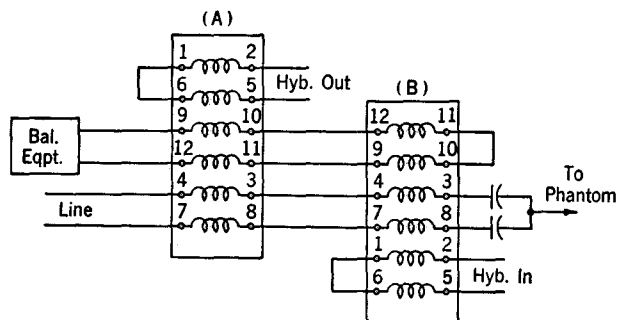 (A)
1 2
Hyb. Out
6 5
(B)
9 10 12 11
Bal.
Eqpt.
12 11 9 10
To
Phantom
4 3 4 3
Line
7 8 7 8
1 2
Hyb. In
6 5